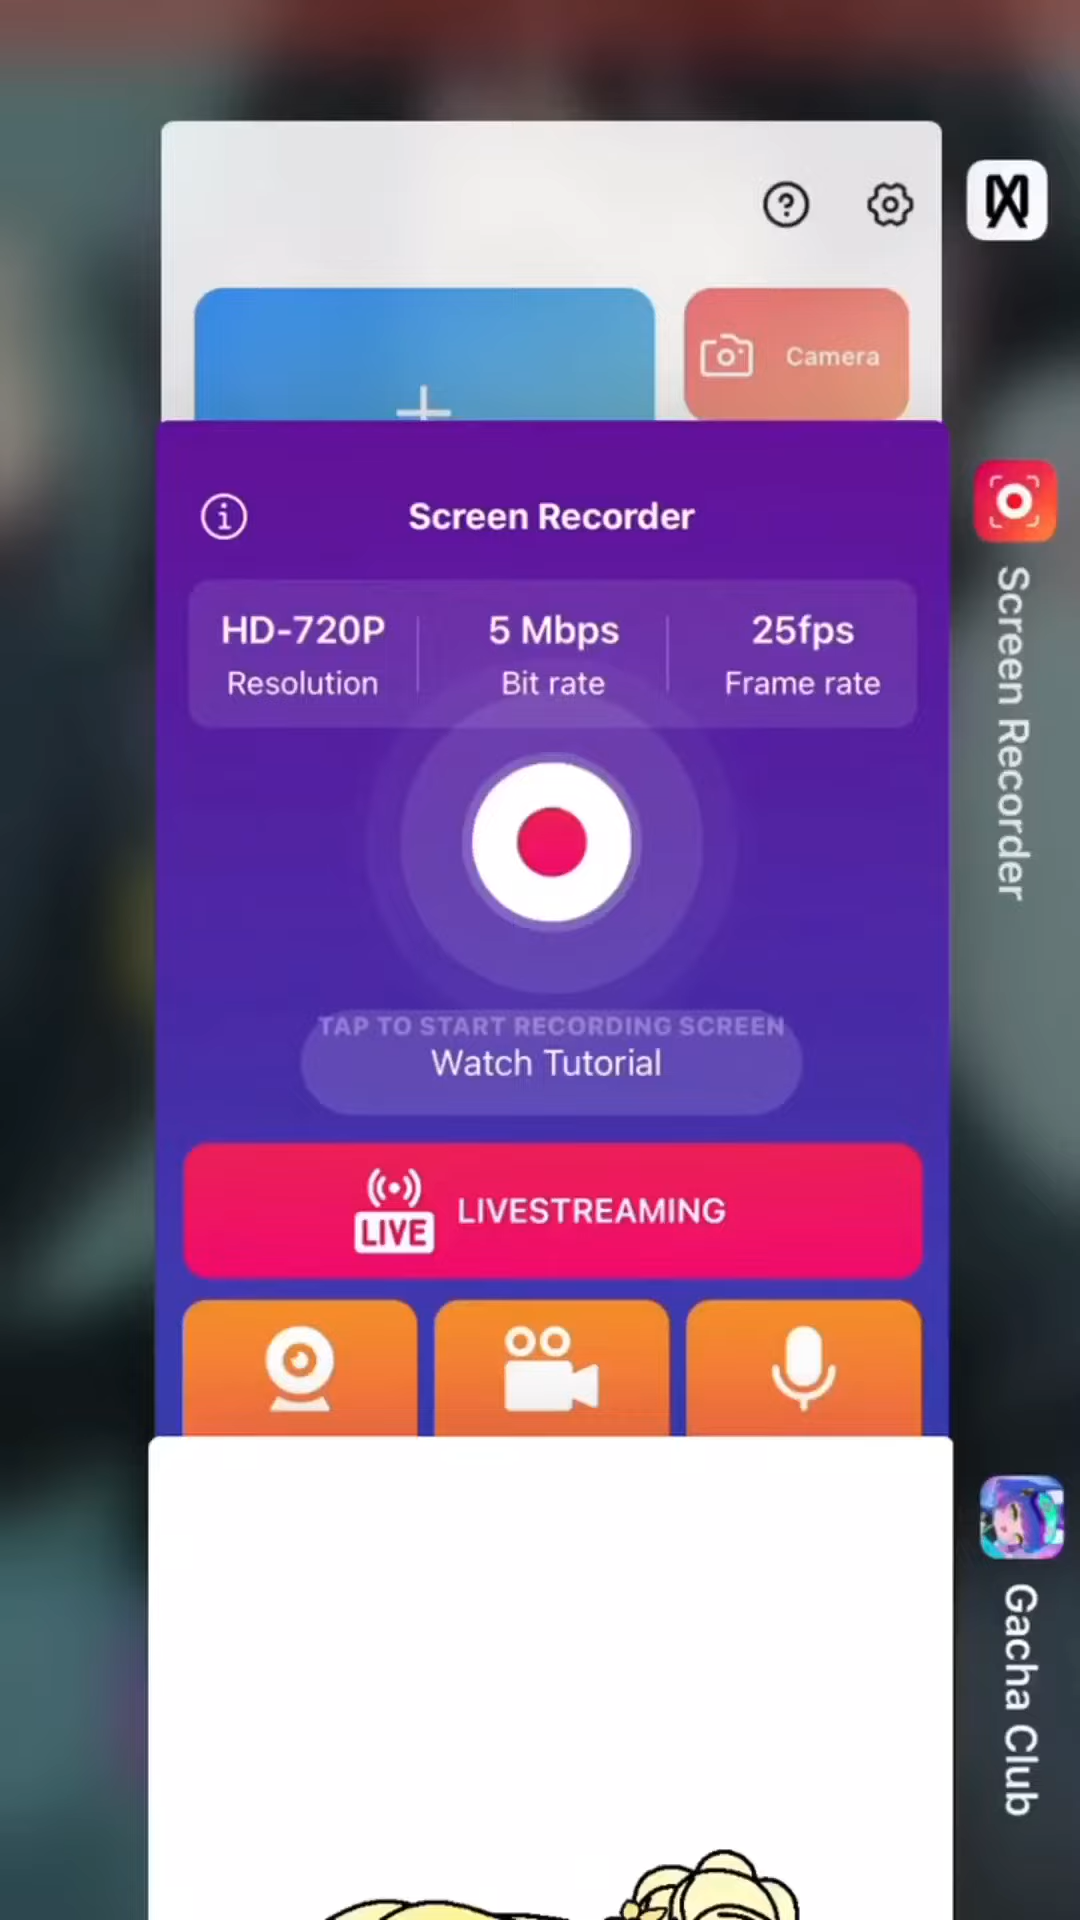 Camera
Screen Recorder
HD-720P
Resolution
5 Mbps
Bit rate
25fps
Frame rate
TAP TO START RECORDING SCREEN
Watch Tutorial
LIVE
LIVESTREAMING
Screen Recorder
Gacha Club